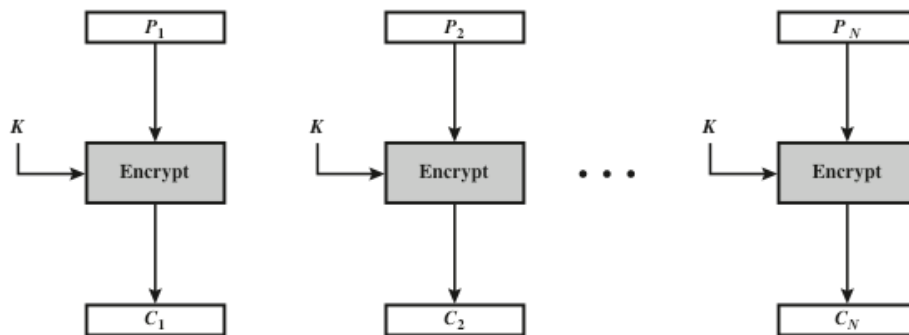 P1 P2 PN
K K K
Encrypt Encrypt • • • Encrypt
C1 C2 CN